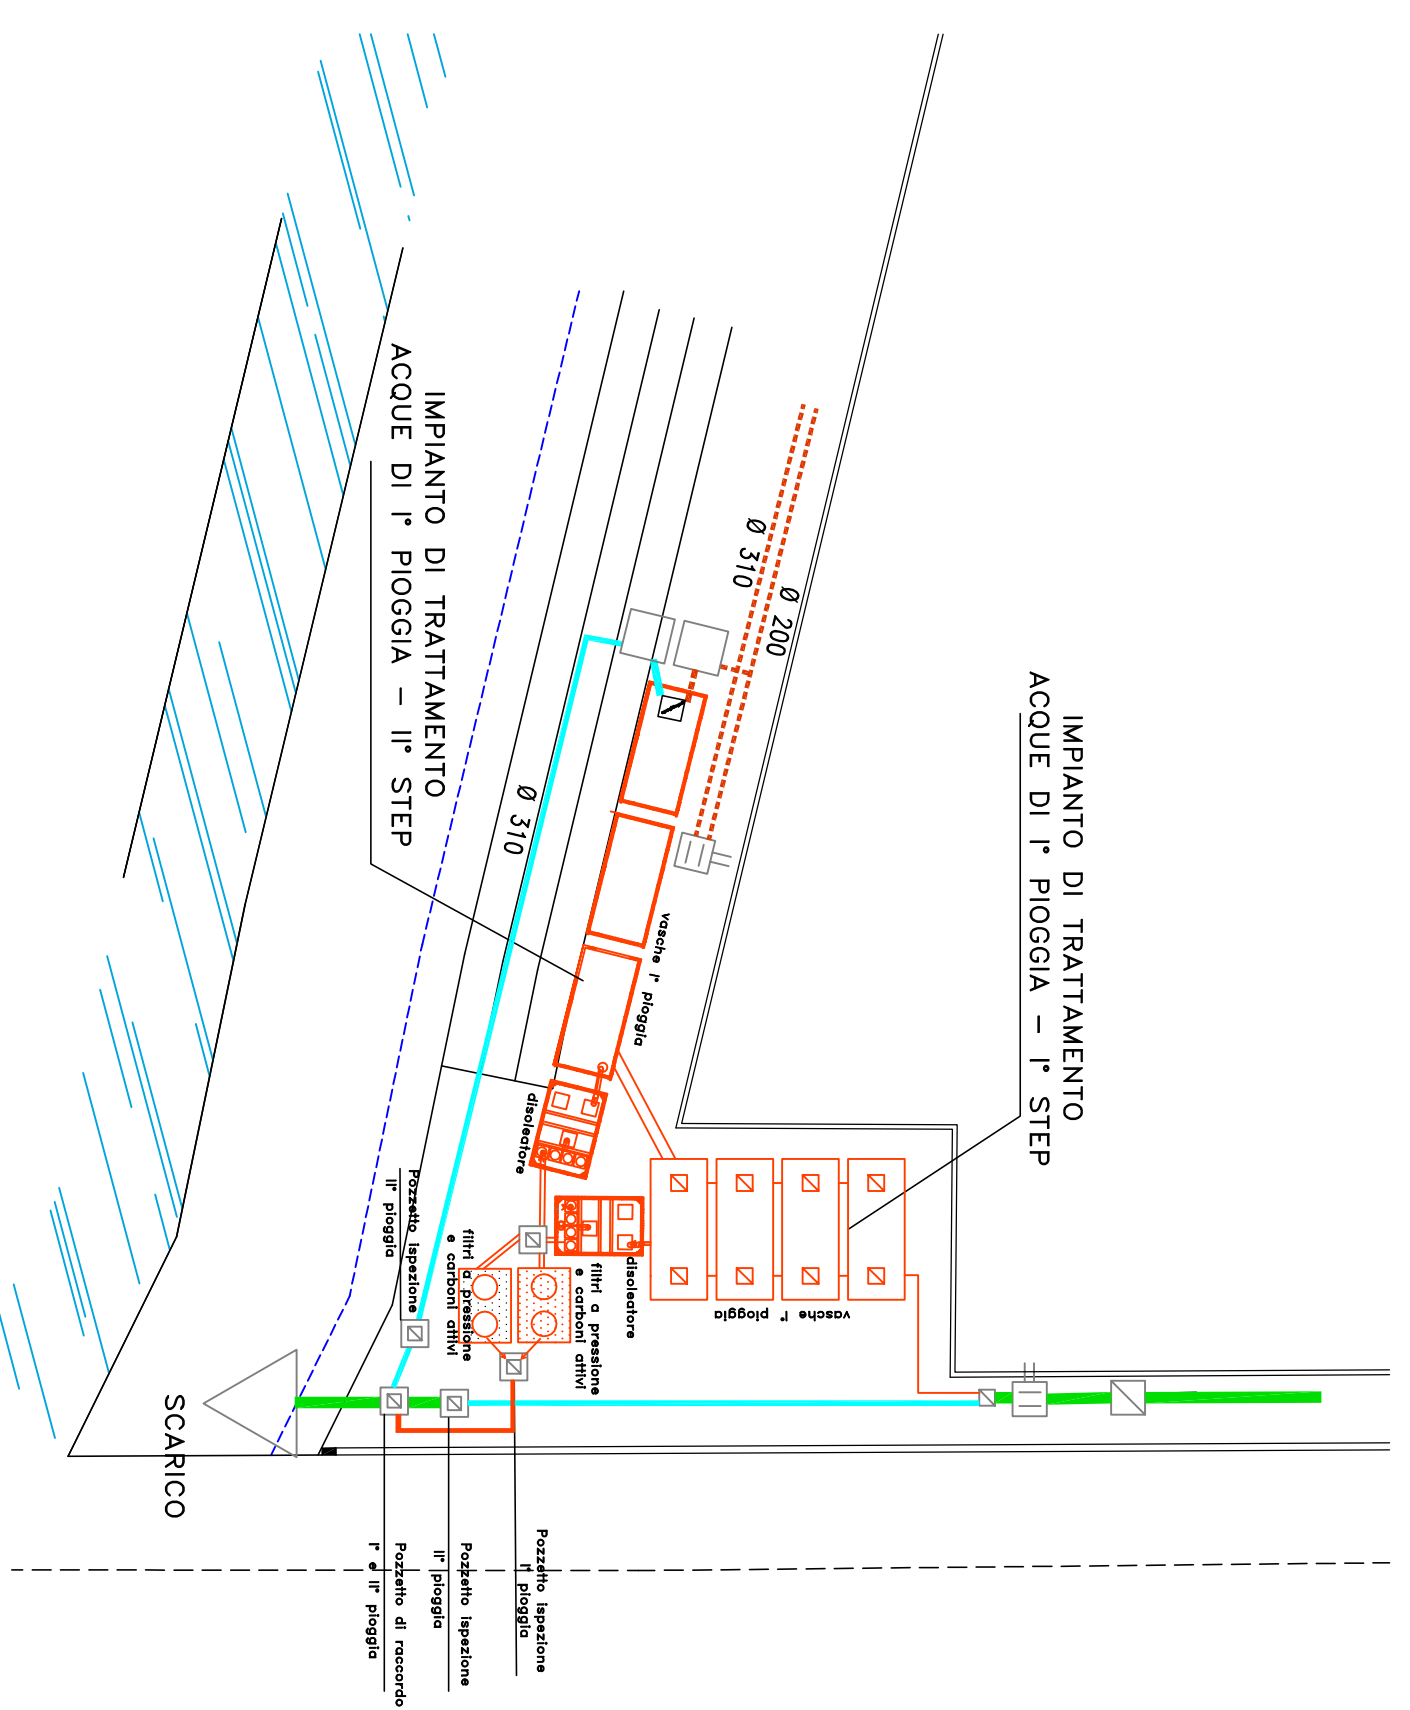 IMPIANTO DI TRATTAMENTO
ACQUE DI I° PIOGGIA – I° STEP
IMPIANTO DI TRATTAMENTO
ACQUE DI I° PIOGGIA – II° STEP
Ø 200
Ø 310
Ø 310
vasche I° pioggia
disoleatore
vasche I° pioggia
disoleatore
filtri a pressione
e carboni attivi
filtri a pressione
e carboni attivi
Pozzetto ispezione
II° pioggia
SCARICO
Pozzetto ispezione
I° pioggia
Pozzetto ispezione
II° pioggia
Pozzetto di raccordo
I° e II° pioggia